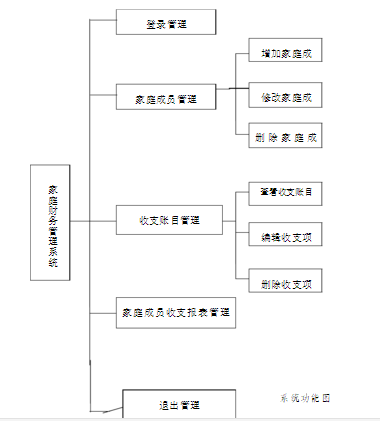 登录管理
增加家庭成
家庭成员管理
修改家庭成
删除家庭成
家庭财务管理系统
查看收支账目
收支账目管理
编辑收支项
删除收支项
家庭成员收支报表管理
系统功能图
退出管理